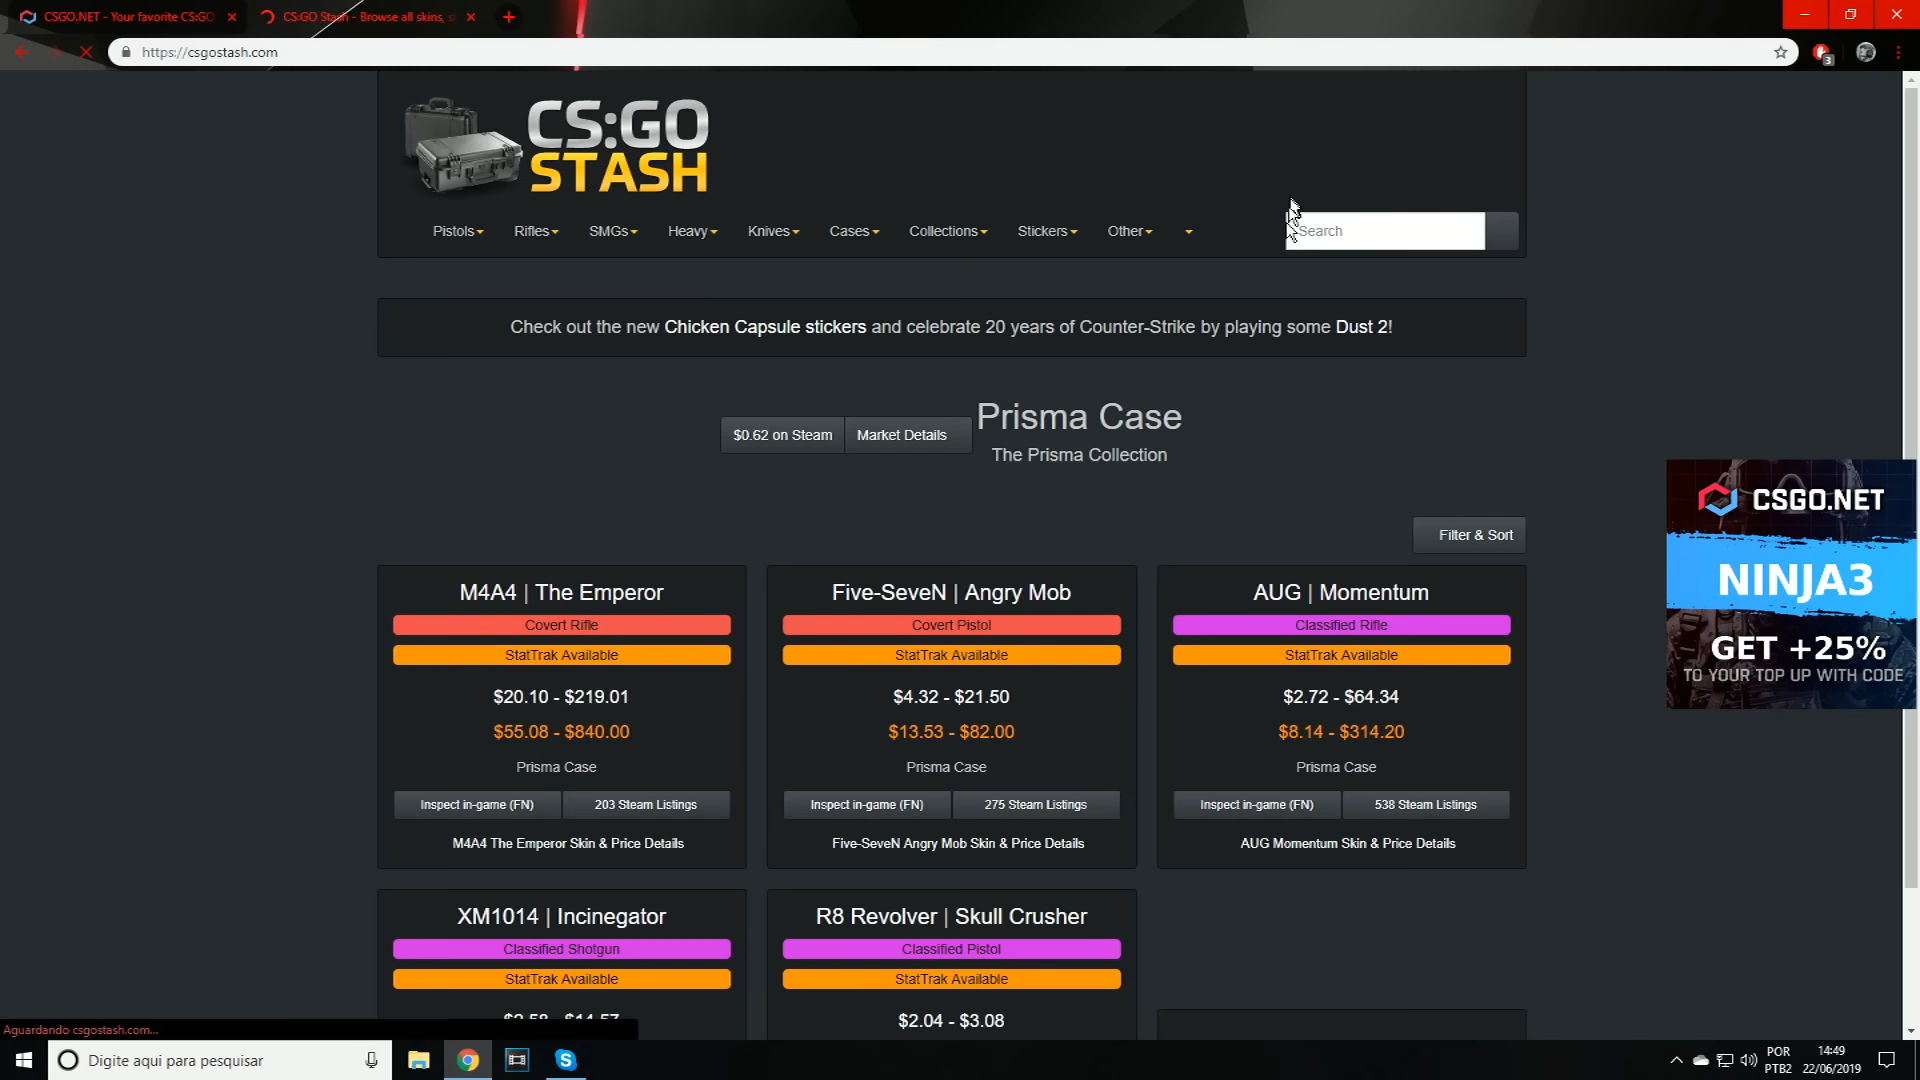 CSGO.NET - Your favorite CS:GO
CS:GO Stash - Browse all skins, s
https://csgostash.com
3
CS:GO
STASH
Pistols Rifles SMGs Heavy Knives Cases Collections Stickers Other
Search
Check out the new Chicken Capsule stickers and celebrate 20 years of Counter-Strike by playing some Dust 2!
$0.62 on Steam Market Details Prisma Case
The Prisma Collection
Filter & Sort
CSGO.NET
NINJA3
GET +25%
TO YOUR TOP UP WITH CODE
M4A4 | The Emperor
Covert Rifle
StatTrak Available
$20.10 - $219.01
$55.08 - $840.00
Prisma Case
Inspect in-game (FN) 203 Steam Listings
M4A4 The Emperor Skin & Price Details
Five-SeveN | Angry Mob
Covert Pistol
StatTrak Available
$4.32 - $21.50
$13.53 - $82.00
Prisma Case
Inspect in-game (FN) 275 Steam Listings
Five-SeveN Angry Mob Skin & Price Details
AUG | Momentum
Classified Rifle
StatTrak Available
$2.72 - $64.34
$8.14 - $314.20
Prisma Case
Inspect in-game (FN) 538 Steam Listings
AUG Momentum Skin & Price Details
XM1014 | Incinegator
Classified Shotgun
StatTrak Available
R8 Revolver | Skull Crusher
Classified Pistol
StatTrak Available
$2.04 - $3.08
Aguardando csgostash.com...
Digite aqui para pesquisar
POR
PTB2
14:49
22/06/2019